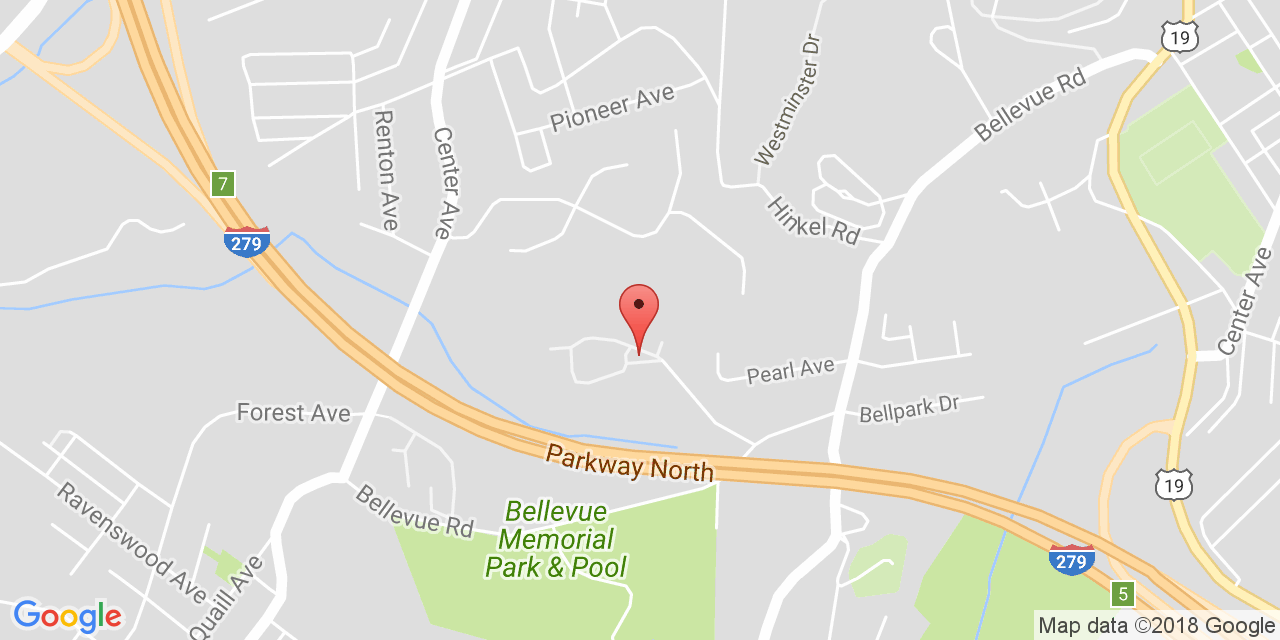 19
Westminster Dr
Bellevue Rd
Pioneer Ave
Renton Ave
Center Ave
7
279
Hinkel Rd
Center Ave
Pearl Ave
Bellpark Dr
Forest Ave
Parkway North
19
Ravenswood Ave
Bellevue Rd
Bellevue
Memorial
Park & Pool
Quaill Ave
279
5
Google
Map data ©2018 Google